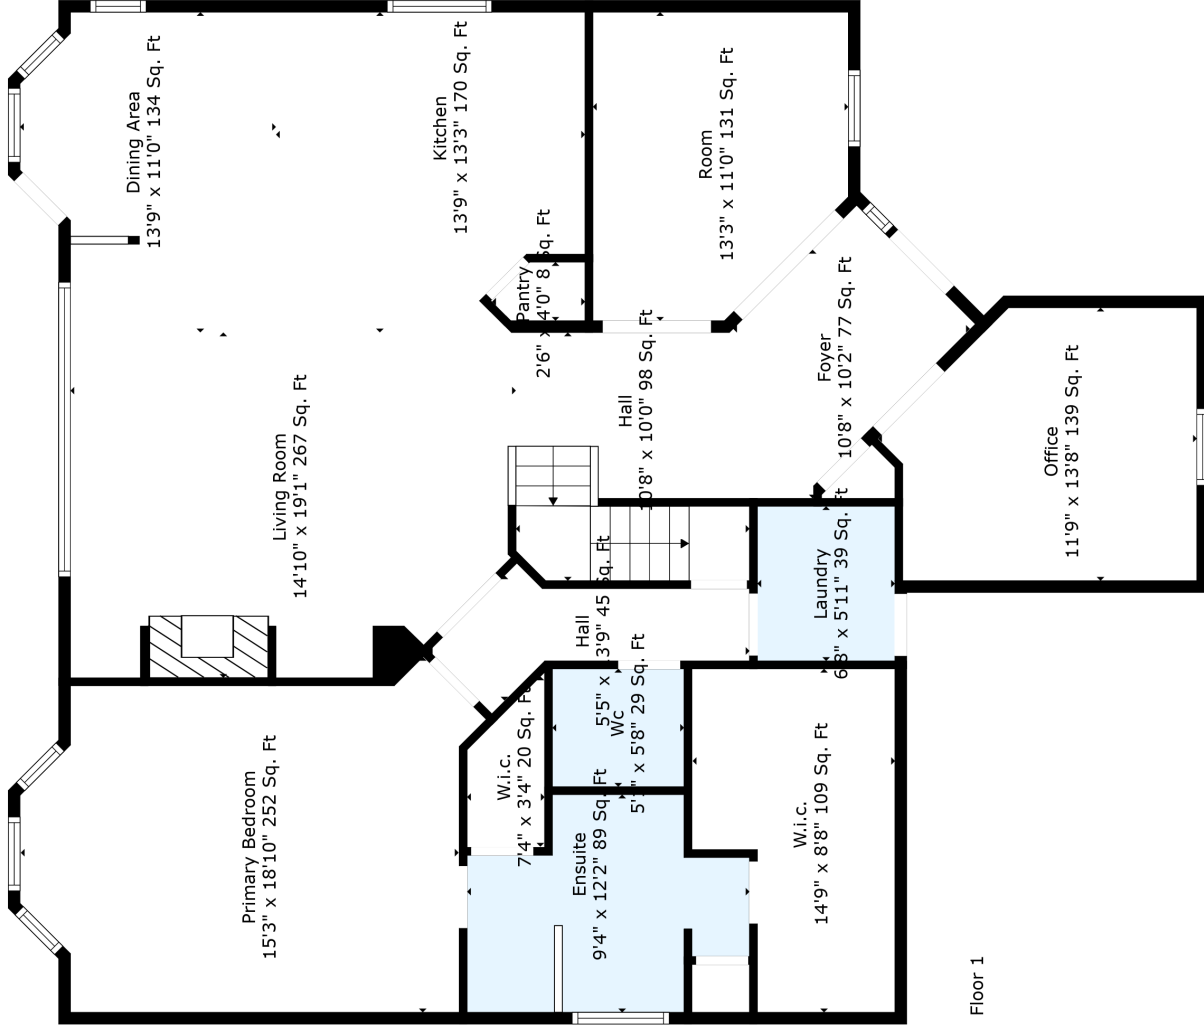 Dining Area
13'9" x 11'0" 134 Sq. Ft
Kitchen
13'9" x 13'3" 170 Sq. Ft
Room
13'3" x 11'0" 131 Sq. Ft
Pantry
2'6" x 4'0" 8 Sq. Ft
Living Room
14'10" x 19'1" 267 Sq. Ft
Hall
10'8" x 10'0" 98 Sq. Ft
Foyer
10'8" x 10'2" 77 Sq. Ft
Office
11'9" x 13'8" 139 Sq. Ft
Hall
5'5" x 13'9" 45 Sq. Ft
Laundry
6'8" x 5'11" 39 Sq. Ft
Wc
x 5'8" 29 Sq. Ft
W.i.c.
7'4" x 3'4" 20 Sq. Ft
Primary Bedroom
15'3" x 18'10" 252 Sq. Ft
Ensuite
9'4" x 12'2" 89 Sq. Ft
W.i.c.
14'9" x 8'8" 109 Sq. Ft
Floor 1